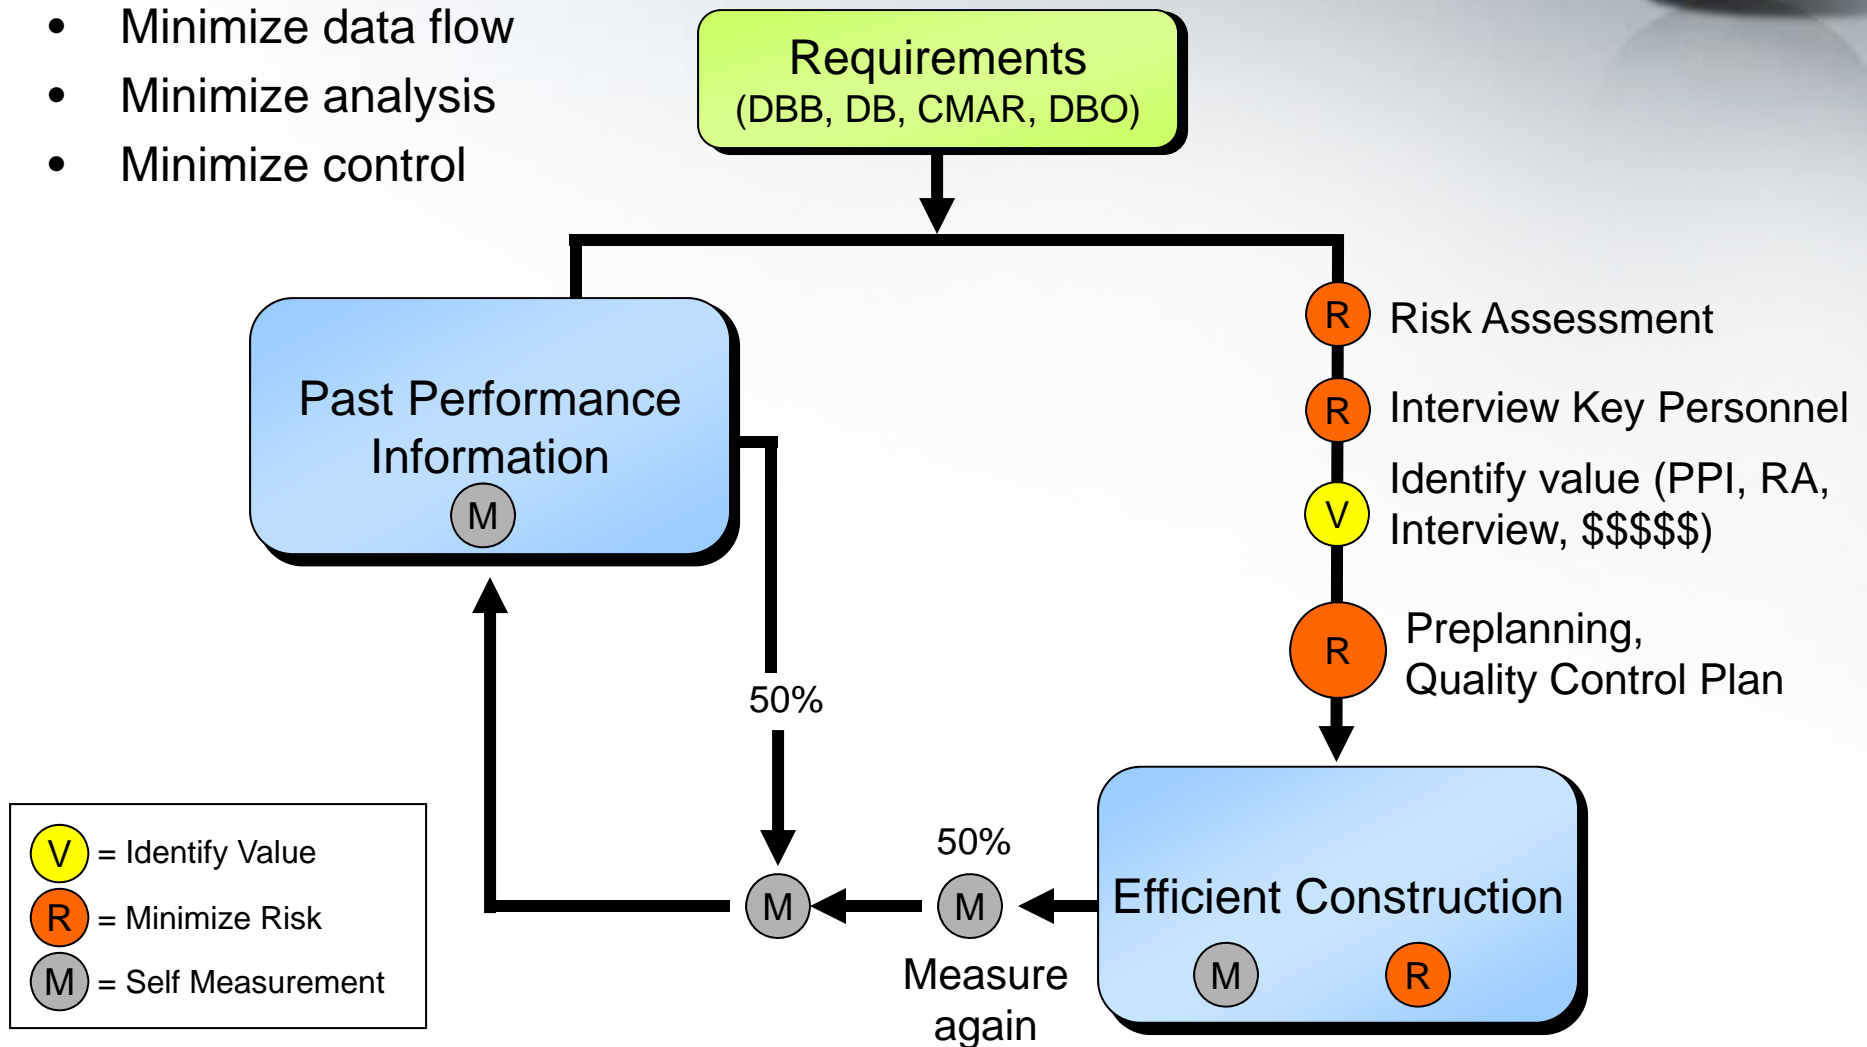 • Minimize data flow
• Minimize analysis
• Minimize control
Requirements
(DBB, DB, CMAR, DBO)
R Risk Assessment
R Interview Key Personnel
V Identify value (PPI, RA,
Interview, $$$$$)
R Preplanning,
Quality Control Plan
Past Performance
Information
M
50%
50%
M
M
Measure
again
Efficient Construction
M R
V = Identify Value
R = Minimize Risk
M = Self Measurement